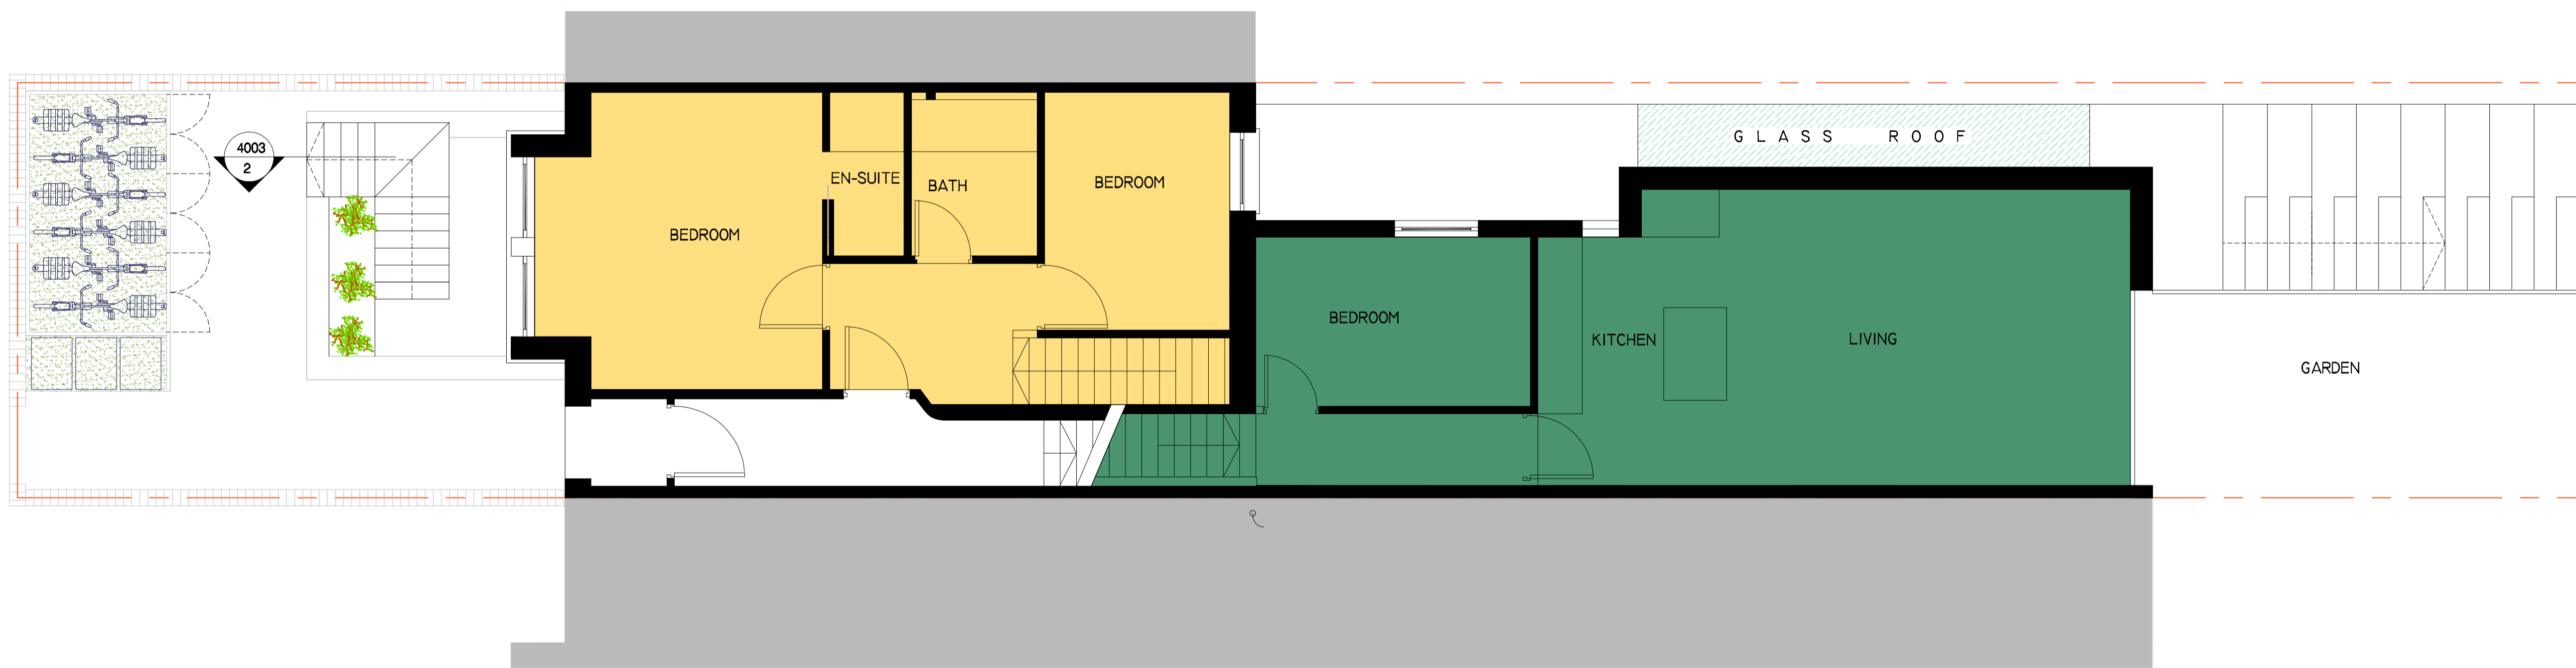 4003
2
BEDROOM
EN-SUITE
BATH
BEDROOM
GLASS ROOF
BEDROOM
KITCHEN
LIVING
GARDEN